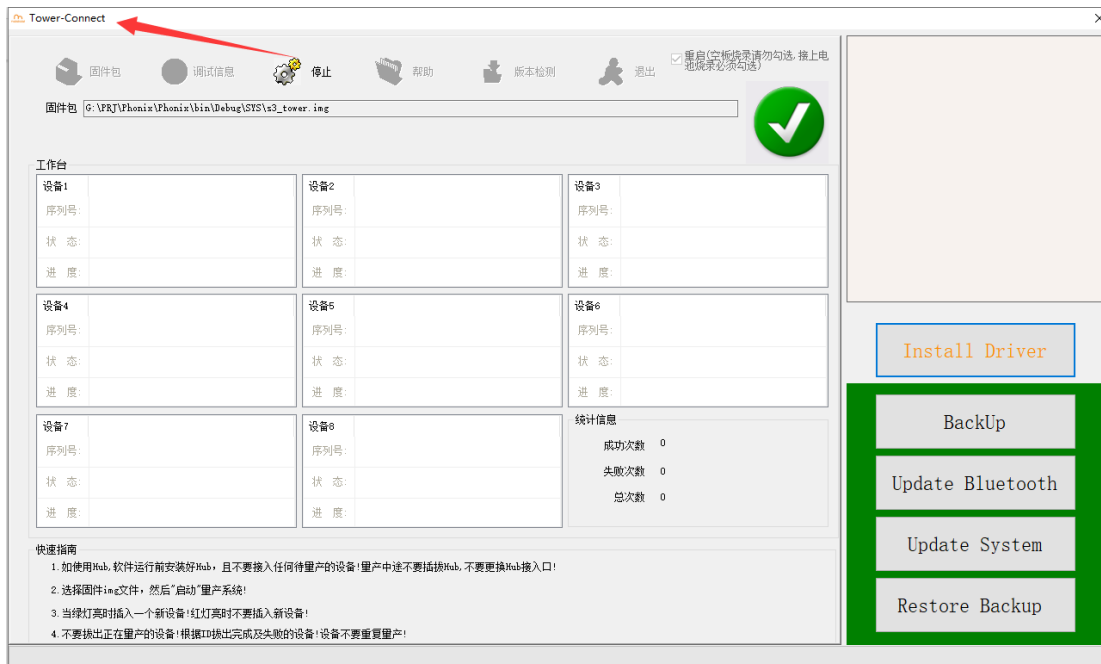 Tower-Connect
固件包
调试信息
停止
帮助
版本检测
退出
重启(空板烧录请勿勾选,接上电
池烧录必须勾选)
固件包 G:\PRJ\Phonix\Phonix\bin\Debug\SYS\s3_tower.img
工作台
设备1
序列号:
状 态:
进 度:
设备2
序列号:
状 态:
进 度:
设备3
序列号:
状 态:
进 度:
设备4
序列号:
状 态:
进 度:
设备5
序列号:
状 态:
进 度:
设备6
序列号:
状 态:
进 度:
设备7
序列号:
状 态:
进 度:
设备8
序列号:
状 态:
进 度:
统计信息
成功次数 0
失败次数 0
总次数 0
快速指南
1.如使用Hub,软件运行前安装好Hub, 且不要接入任何待量产的设备!量产中途不要插拔Hub,不要更换Hub接入口!
2.选择固件img文件, 然后"启动"量产系统!
3.当绿灯亮时插入一个新设备!红灯亮时不要插入新设备!
4.不要拔出正在量产的设备!根据ID拔出完成及失败的设备!设备不要重复量产!
Install Driver
BackUp
Update Bluetooth
Update System
Restore Backup